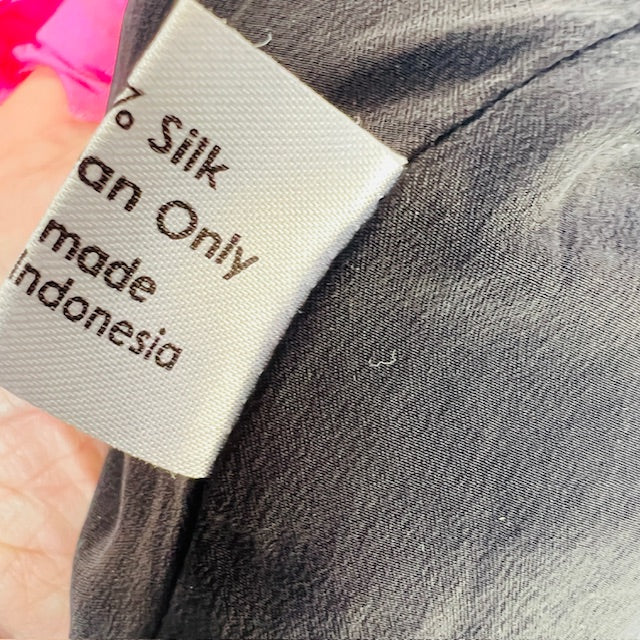 % Silk
an Only
made
Indonesia